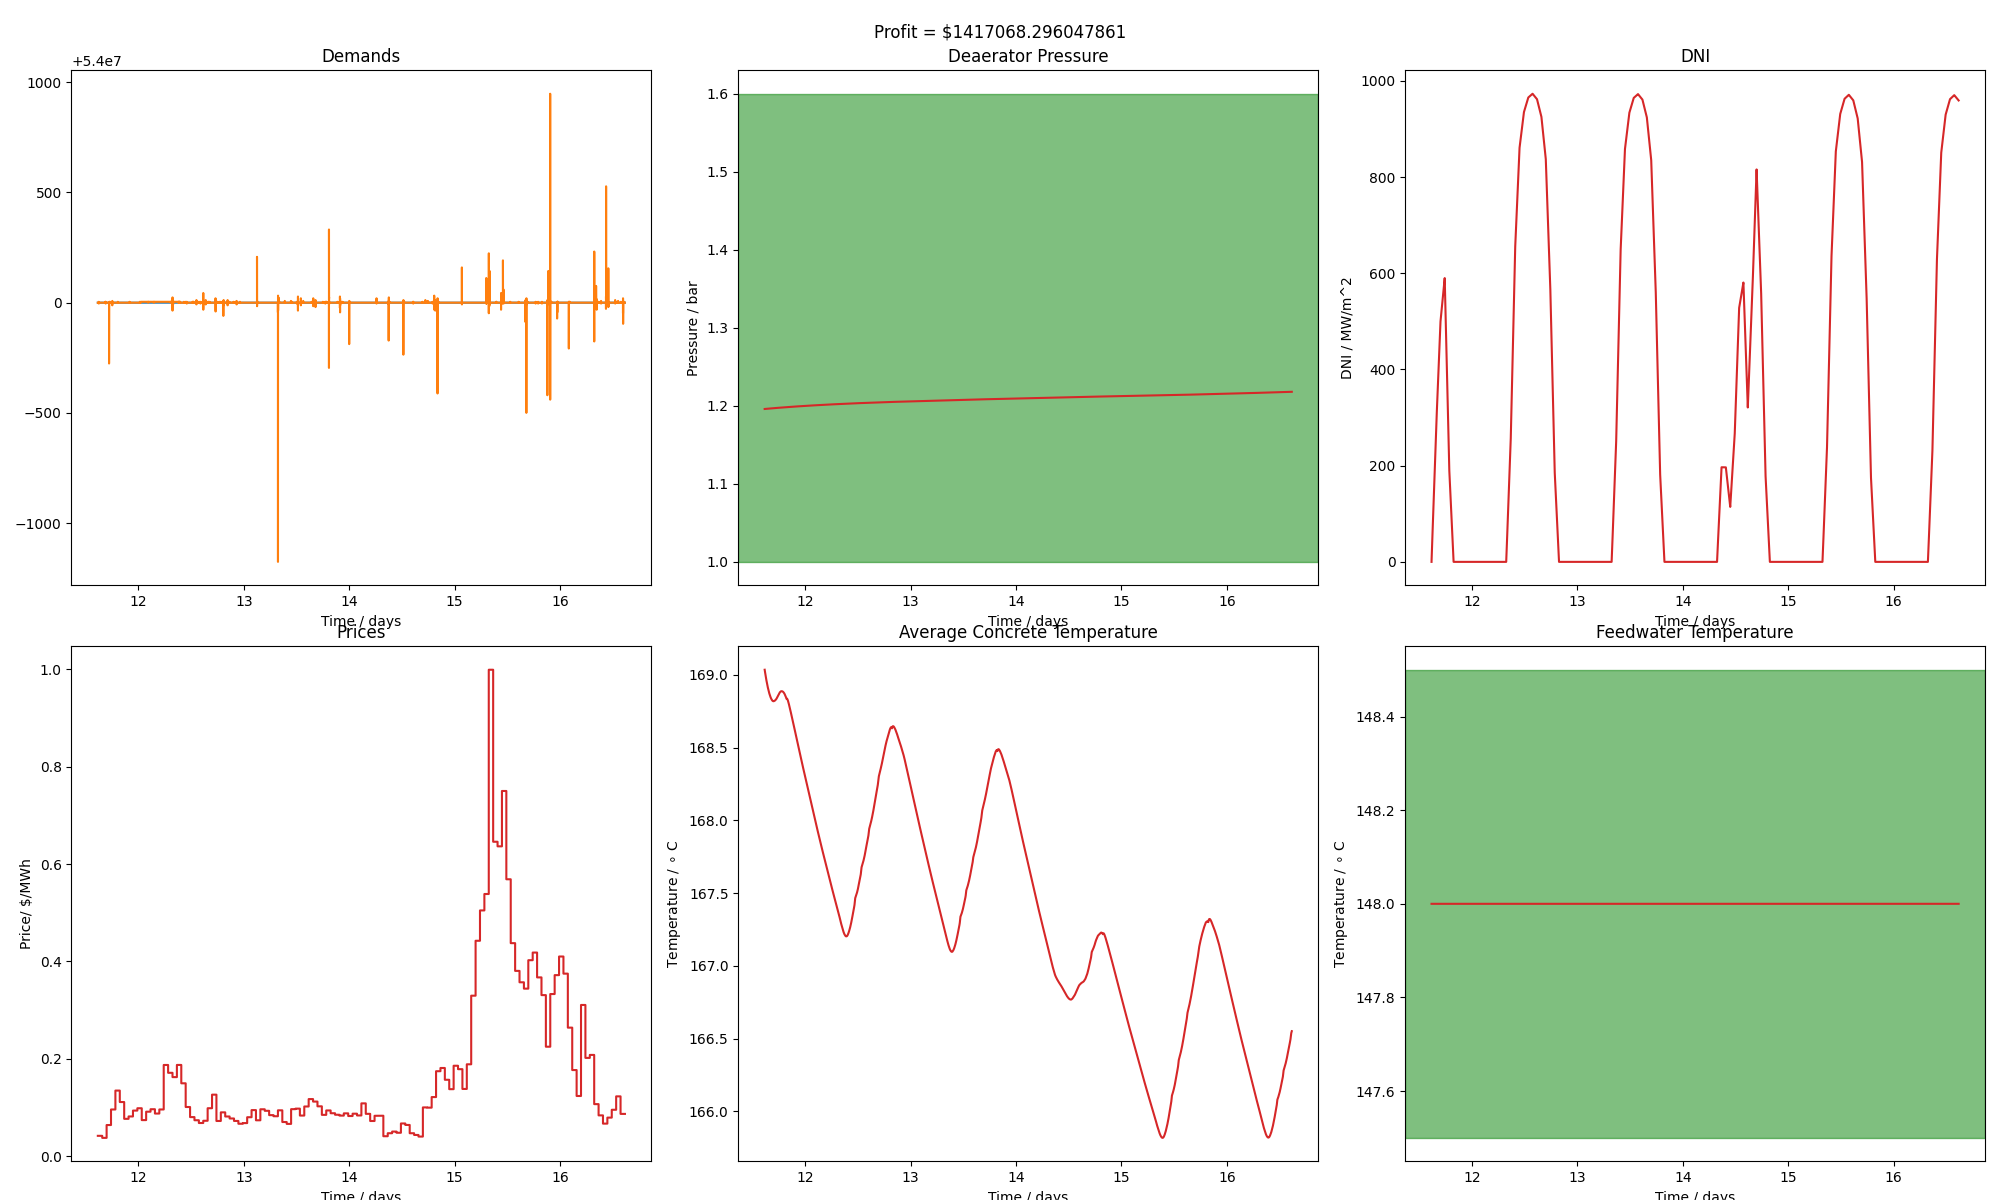 Profit = $1417068.296047861
Demands
+5.4e7
1000
500
0
−500
−1000
12 13 14 15 16
Time / days
Deaerator Pressure
Pressure / bar
1.6
1.5
1.4
1.3
1.2
1.1
1.0
12 13 14 15 16
Time / days
DNI
DNI / MW/m^2
1000
800
600
400
200
0
12 13 14 15 16
Time / days
Prices
Price/ $/MWh
1.0
0.8
0.6
0.4
0.2
0.0
12 13 14 15 16
Time / days
Average Concrete Temperature
Temperature / ∘ C
169.0
168.5
168.0
167.5
167.0
166.5
166.0
12 13 14 15 16
Time / days
Feedwater Temperature
Temperature / ∘ C
148.4
148.2
148.0
147.8
147.6
12 13 14 15 16
Time / days